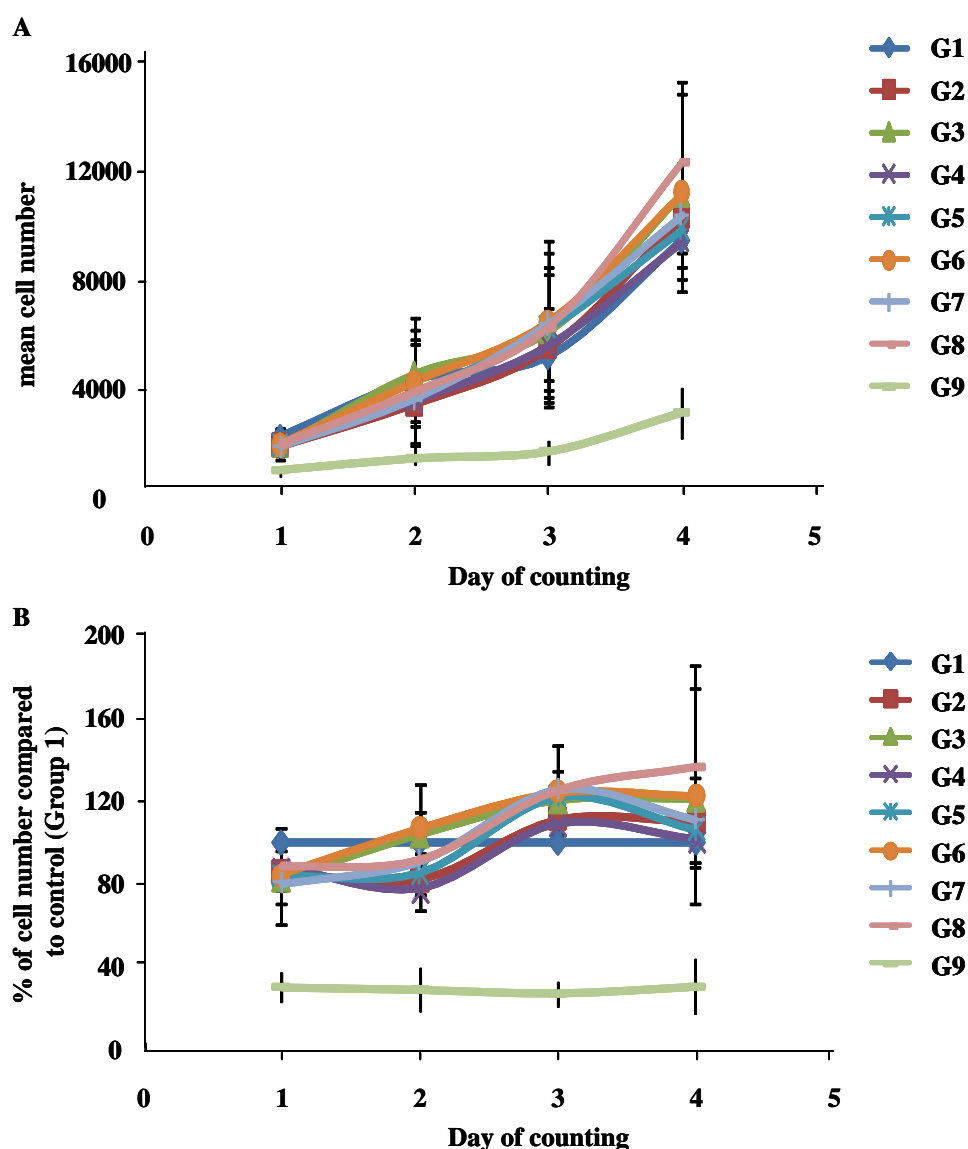 A
16000
12000
8000
4000
0
mean cell number
0 1 2 3 4 5
Day of counting
G1
G2
G3
G4
G5
G6
G7
G8
G9
B
200
160
120
80
40
0
% of cell number compared
to control (Group 1)
0 1 2 3 4 5
Day of counting
G1
G2
G3
G4
G5
G6
G7
G8
G9